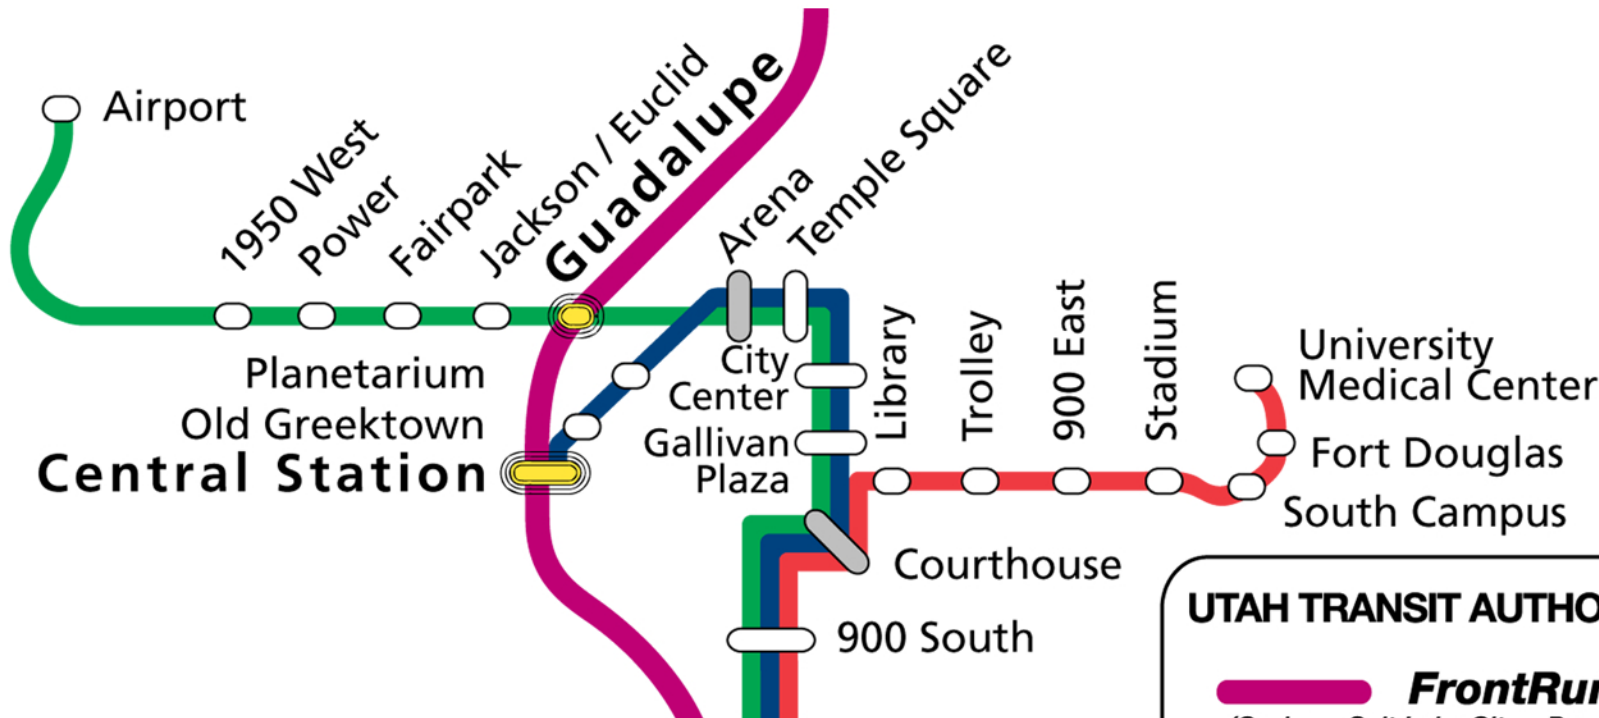 Airport
1950 West
Power
Fairpark
Jackson / Euclid
Guadalupe
Arena
Temple Square
Planetarium
Old Greektown
Central Station
City
Center
Gallivan
Plaza
Library
Trolley
900 East
Stadium
University
Medical Center
Fort Douglas
South Campus
Courthouse
900 South
UTAH TRANSIT AUTHO
FrontRun